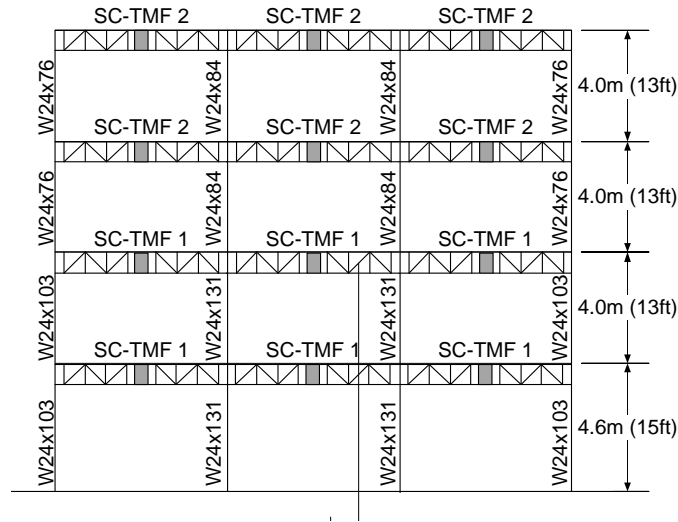 SC-TMF 2 SC-TMF 2 SC-TMF 2
W24x76 W24x84 W24x84 W24x76 4.0m (13ft)
SC-TMF 2 SC-TMF 2 SC-TMF 2
W24x76 W24x84 W24x84 W24x76 4.0m (13ft)
SC-TMF 1 SC-TMF 1 SC-TMF 1
W24x103 W24x131 W24x131 W24x103 4.0m (13ft)
SC-TMF 1 SC-TMF 1 SC-TMF 1
W24x103 W24x131 W24x131 W24x103 4.6m (15ft)